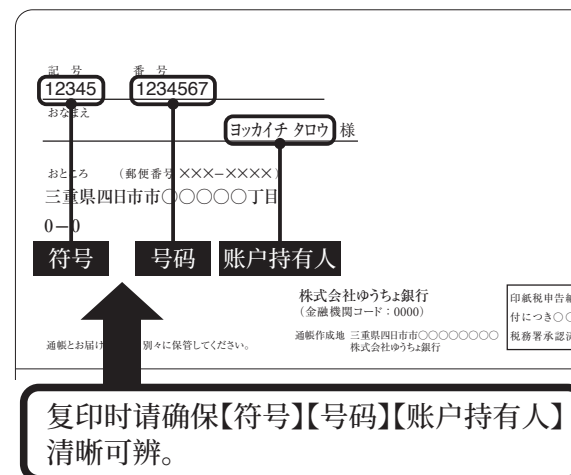 記 号 番 号
12345 1234567
おなまえ
ヨッカイチ タロウ 様
おところ (郵便番号 XXX-XXXX)
三重県四日市市〇〇〇〇〇丁目
0-0
符号 号码 账户持有人
株式会社ゆうちょ銀行
(金融機関コード:0000)
通帳作成地 三重県四日市市〇〇〇〇〇〇〇〇
株式会社ゆうちょ銀行
印紙税申告納
付につき〇〇
税務署承認済
通帳とお届け 別々に保管してください。
复印时请确保【符号】【号码】【账户持有人】
清晰可辨。